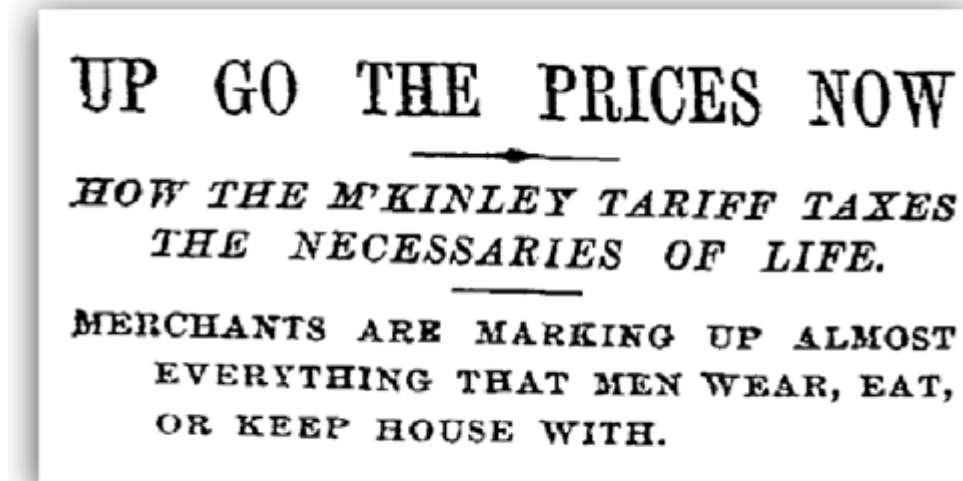 UP GO THE PRICES NOW
HOW THE M'KINLEY TARIFF TAXES
THE NECESSARIES OF LIFE.
MERCHANTS ARE MARKING UP ALMOST
EVERYTHING THAT MEN WEAR, EAT,
OR KEEP HOUSE WITH.